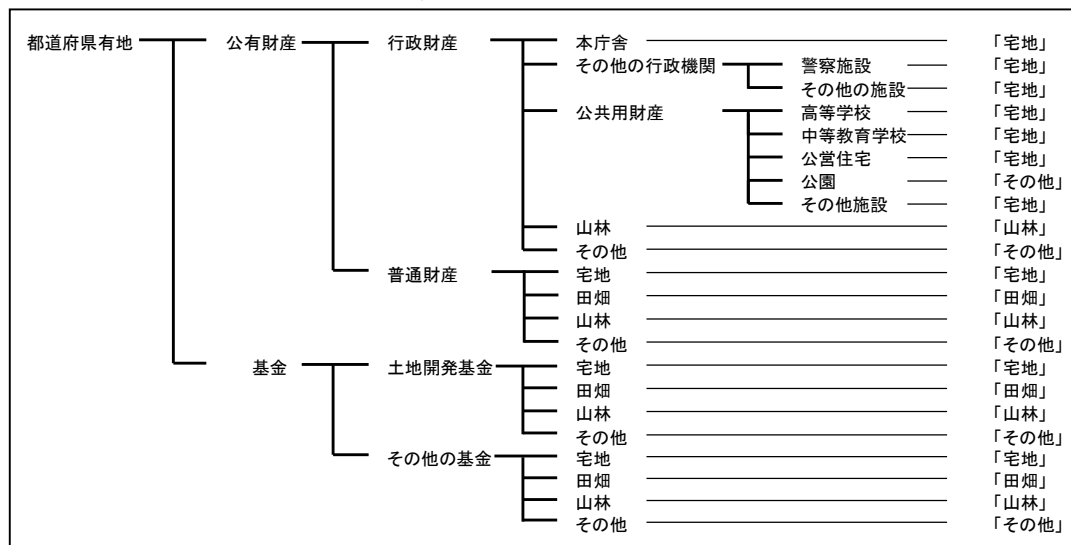 都道府県有地 公有財産 行政財産 本庁舎 「宅地」
その他の行政機関 警察施設 「宅地」
その他の施設 「宅地」
公共用財産 高等学校 「宅地」
中等教育学校 「宅地」
公営住宅 「宅地」
公園 「その他」
その他施設 「宅地」
山林 「山林」
その他 「その他」
普通財産 宅地 「宅地」
田畑 「田畑」
山林 「山林」
その他 「その他」
基金 土地開発基金 宅地 「宅地」
田畑 「田畑」
山林 「山林」
その他 「その他」
その他の基金 宅地 「宅地」
田畑 「田畑」
山林 「山林」
その他 「その他」